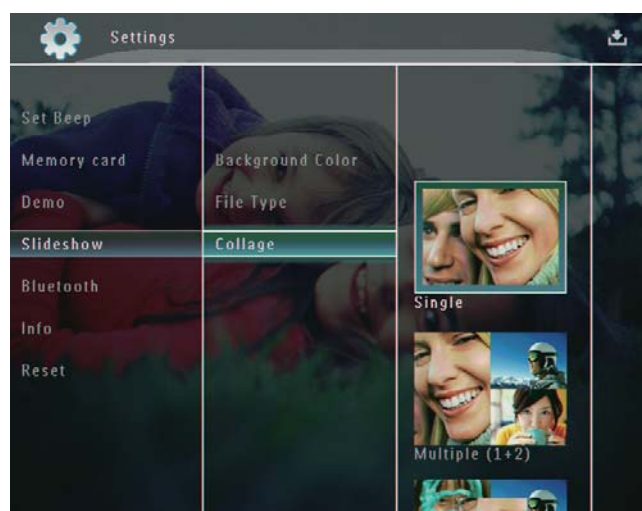 Settings
Set Beep
Memory card
Demo
Slideshow
Bluetooth
Info
Reset
Background Color
File Type
Collage
Single
Multiple (1+2)